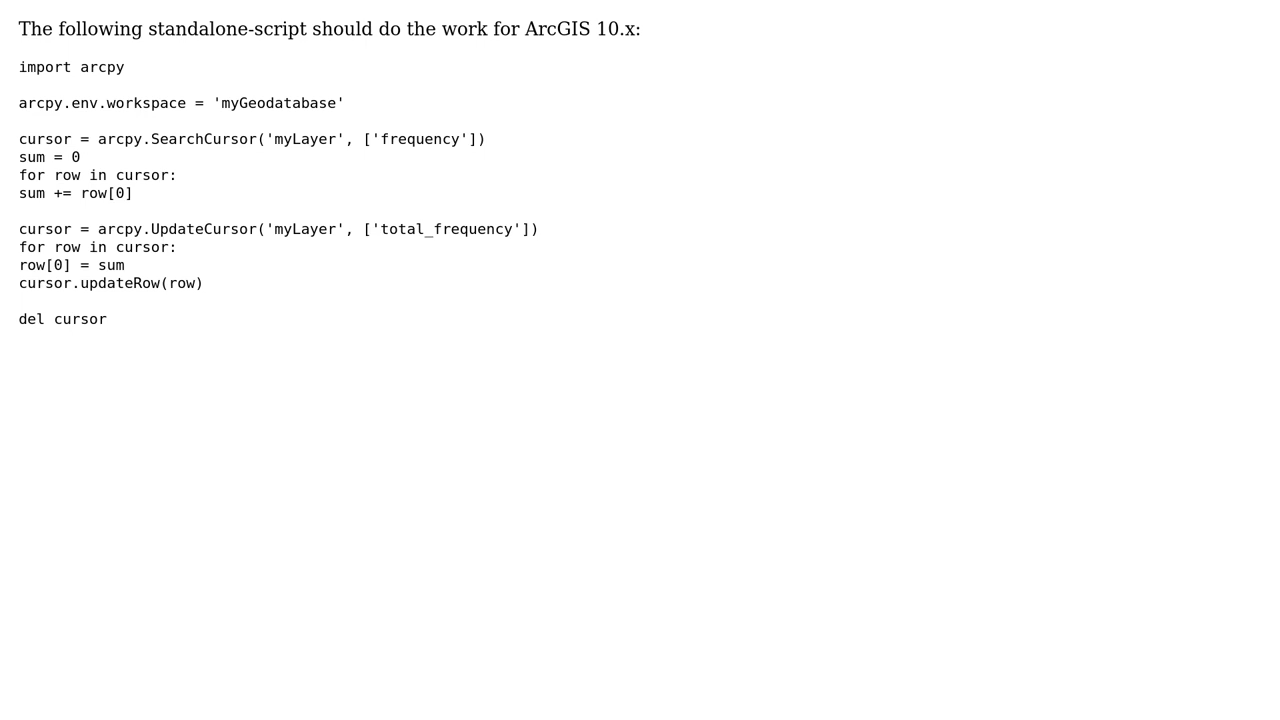 The following standalone-script should do the work for ArcGIS 10.x:
import arcpy
arcpy.env.workspace = 'myGeodatabase'
cursor = arcpy.SearchCursor('myLayer', ['frequency'])
sum = 0
for row in cursor:
sum += row[0]
cursor = arcpy.UpdateCursor('myLayer', ['total_frequency'])
for row in cursor:
row[0] = sum
cursor.updateRow(row)
del cursor